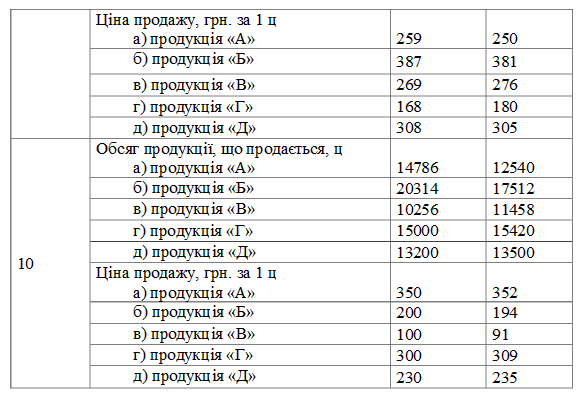 Ціна продажу, грн. за 1 ц
а) продукція «А» 259 250
б) продукція «Б» 387 381
в) продукція «В» 269 276
г) продукція «Г» 168 180
д) продукція «Д» 308 305
10
Обсяг продукції, що продається, ц
а) продукція «А» 14786 12540
б) продукція «Б» 20314 17512
в) продукція «В» 10256 11458
г) продукція «Г» 15000 15420
д) продукція «Д» 13200 13500
Ціна продажу, грн. за 1 ц
а) продукція «А» 350 352
б) продукція «Б» 200 194
в) продукція «В» 100 91
г) продукція «Г» 300 309
д) продукція «Д» 230 235